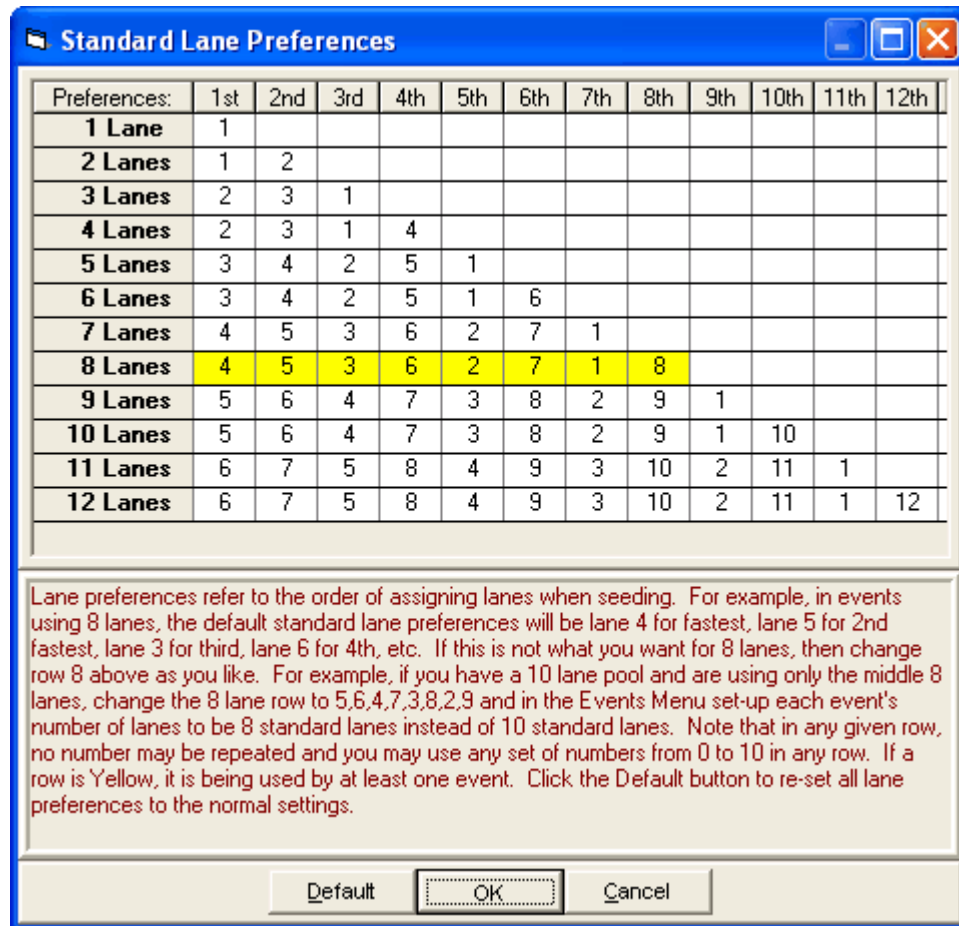 Standard Lane Preferences
Preferences: 1st 2nd 3rd 4th 5th 6th 7th 8th 9th 10th 11th 12th
1 Lane 1
2 Lanes 1 2
3 Lanes 2 3 1
4 Lanes 2 3 1 4
5 Lanes 3 4 2 5 1
6 Lanes 3 4 2 5 1 6
7 Lanes 4 5 3 6 2 7 1
8 Lanes 4 5 3 6 2 7 1 8
9 Lanes 5 6 4 7 3 8 2 9 1
10 Lanes 5 6 4 7 3 8 2 9 1 10
11 Lanes 6 7 5 8 4 9 3 10 2 11 1
12 Lanes 6 7 5 8 4 9 3 10 2 11 1 12
Lane preferences refer to the order of assigning lanes when seeding. For example, in events
using 8 lanes, the default standard lane preferences will be lane 4 for fastest, lane 5 for 2nd
fastest, lane 3 for third, lane 6 for 4th, etc. If this is not what you want for 8 lanes, then change
row 8 above as you like. For example, if you have a 10 lane pool and are using only the middle 8
lanes, change the 8 lane row to 5,6,4,7,3,8,2,9 and in the Events Menu set-up each event's
number of lanes to be 8 standard lanes instead of 10 standard lanes. Note that in any given row,
no number may be repeated and you may use any set of numbers from 0 to 10 in any row. If a
row is Yellow, it is being used by at least one event. Click the Default button to re-set all lane
preferences to the normal settings.
Default OK Cancel